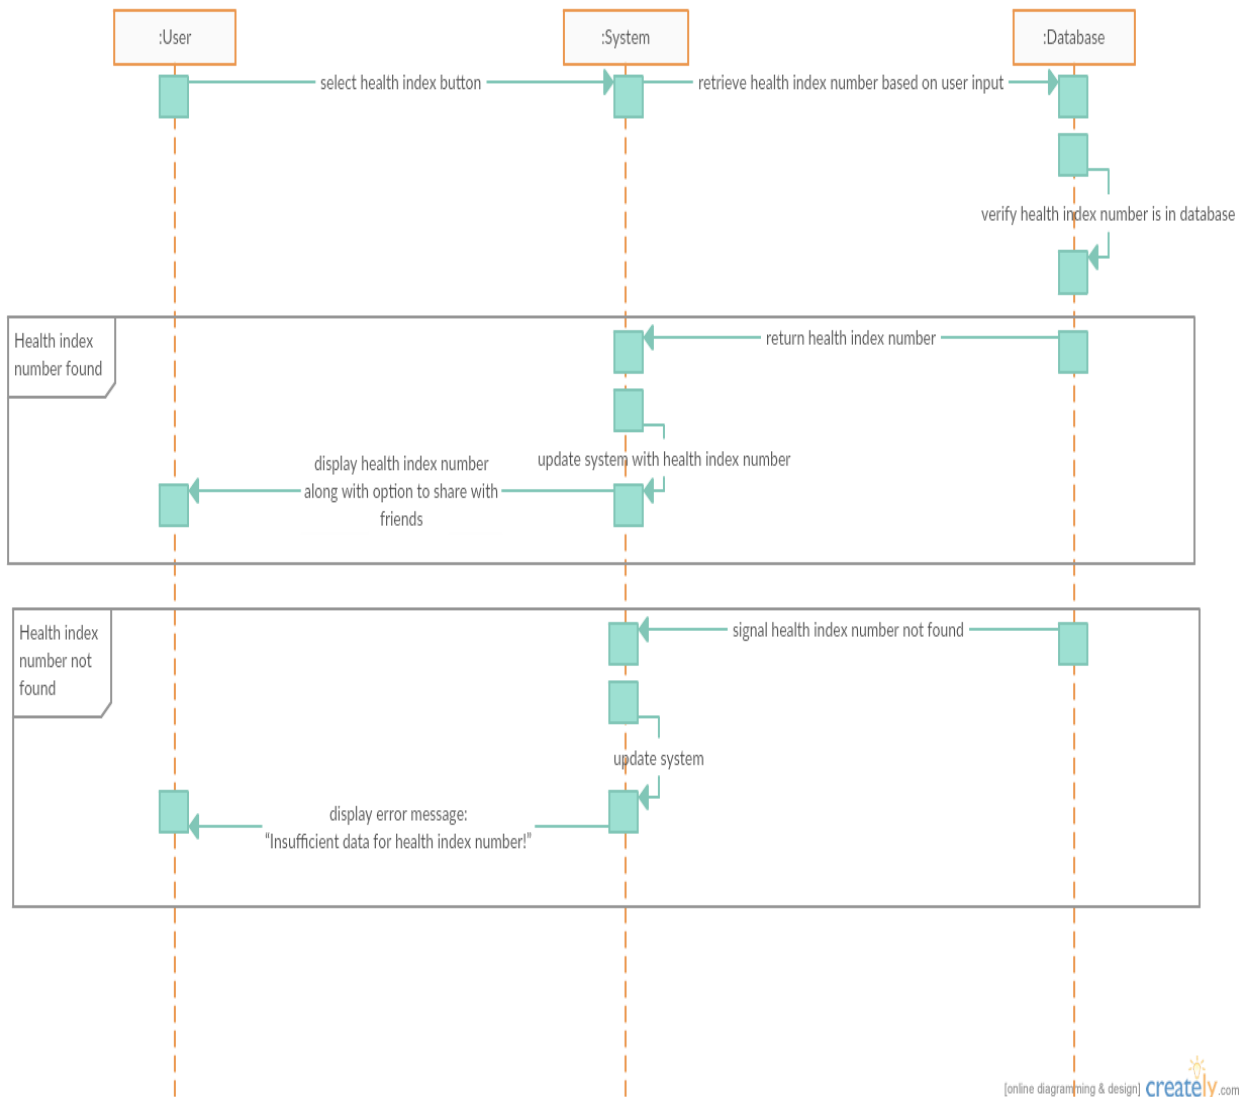 :User
:System
:Database
select health index button
retrieve health index number based on user input
verify health index number is in database
Health index
number found
return health index number
update system with health index number
display health index number
along with option to share with
friends
Health index
number not
found
signal health index number not found
update system
display error message:
“Insufficient data for health index number!”
[online diagramming & design] creately.com